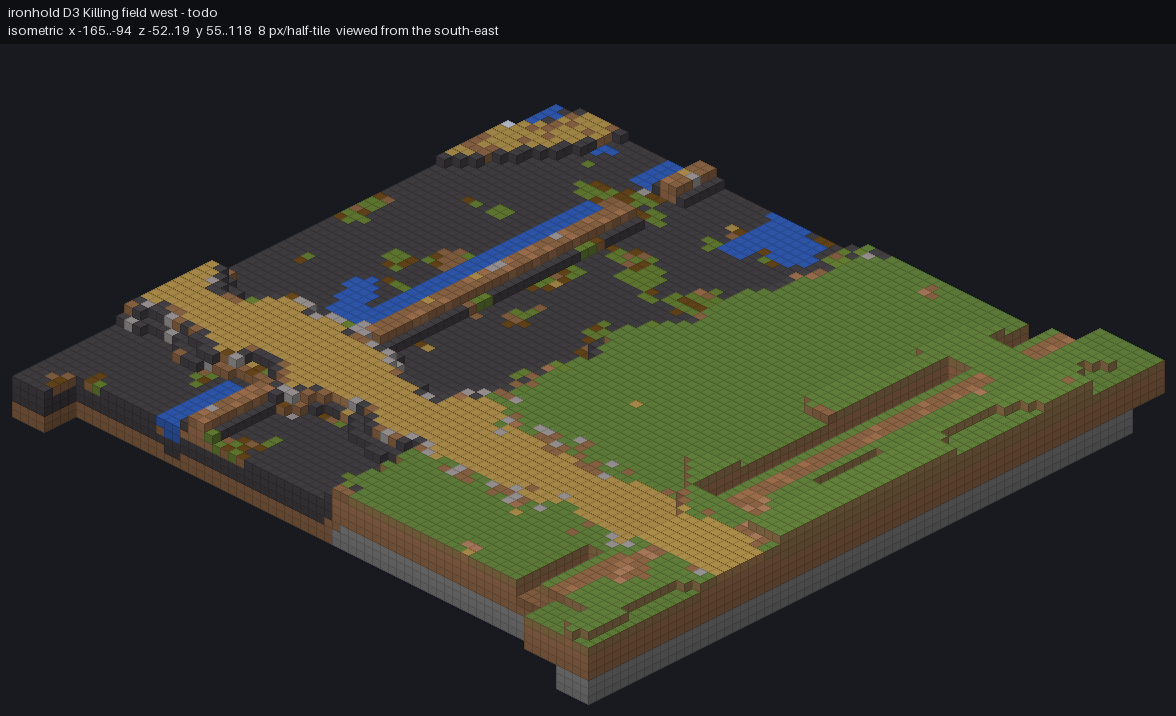 ironhold D3 Killing field west - todo
isometric x -165..-94 z -52..19 y 55..118 8 px/half-tile viewed from the south-east